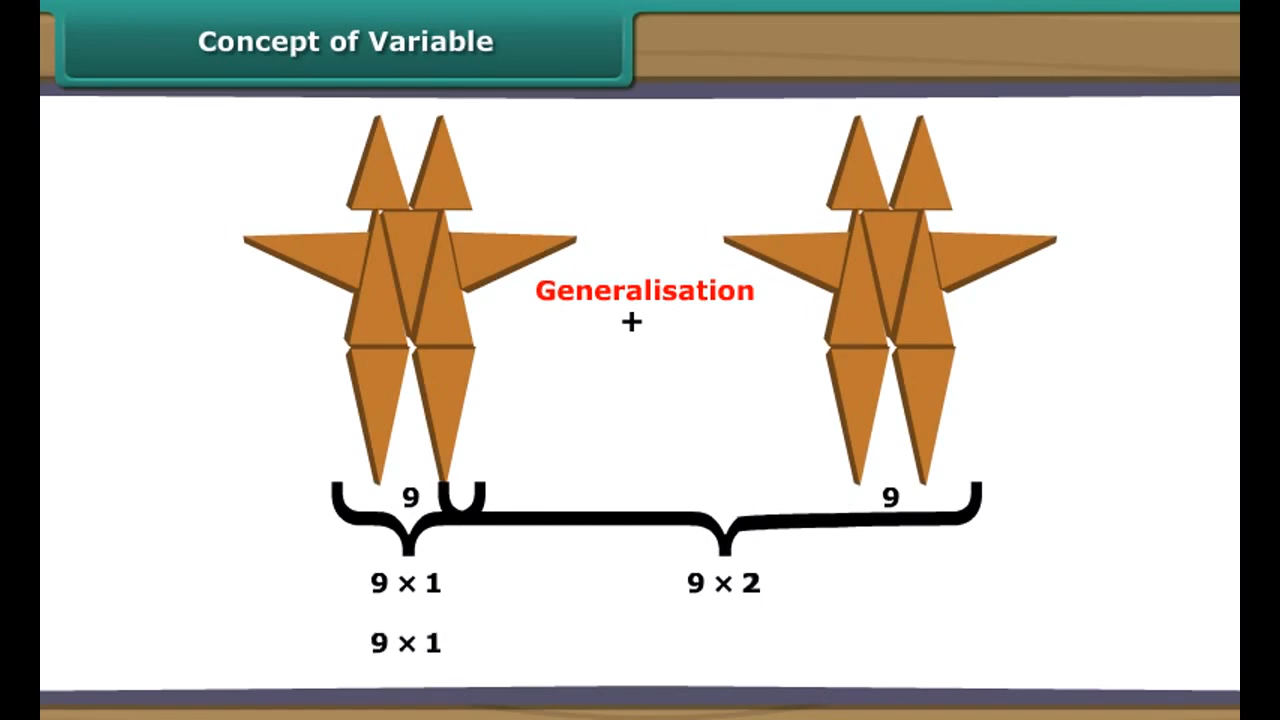 Concept of Variable
Generalisation
+
9 9
9 × 1 9 × 2
9 × 1